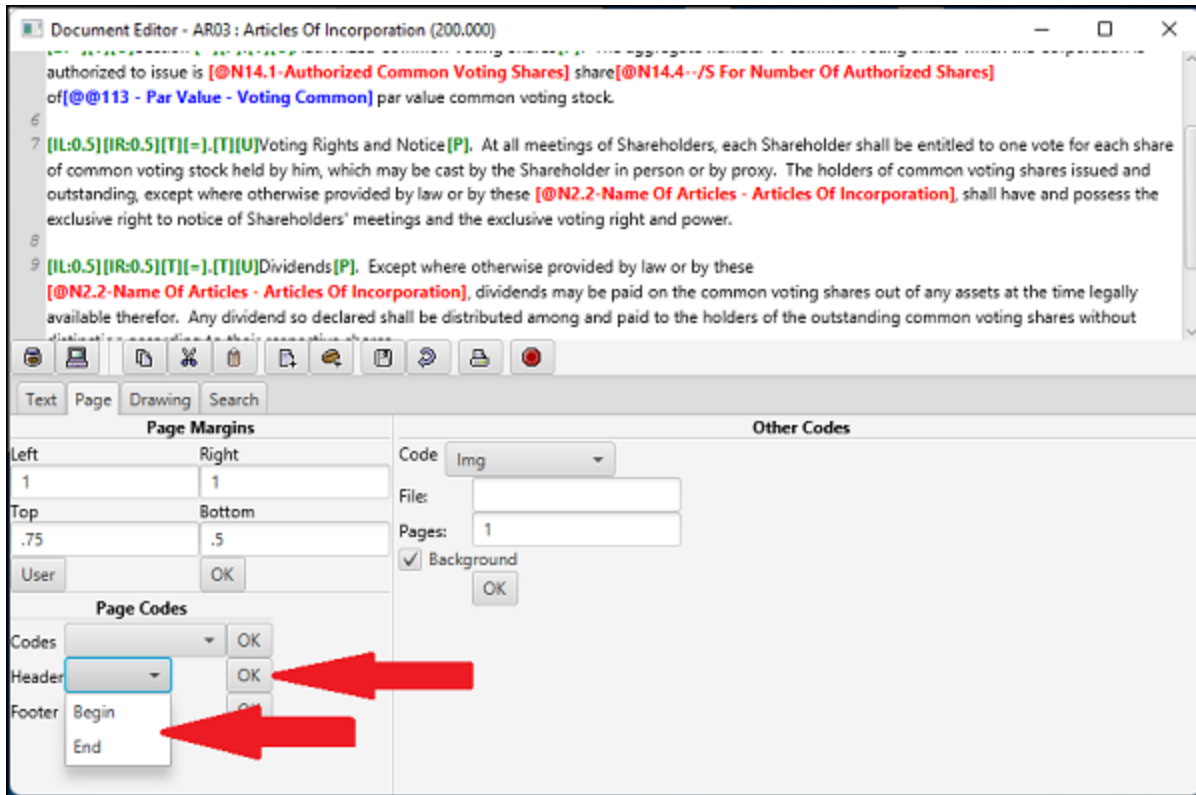 Document Editor - AR03 : Articles Of Incorporation (200.000)
authorized to issue is [@N14.1-Authorized Common Voting Shares] share[@N14.4--/S For Number Of Authorized Shares]
of[@@113 - Par Value - Voting Common] par value common voting stock.
6
7 [IL:0.5][IR:0.5][T][=].[T][U]Voting Rights and Notice[P].  At all meetings of Shareholders, each Shareholder shall be entitled to one vote for each share
of common voting stock held by him, which may be cast by the Shareholder in person or by proxy.  The holders of common voting shares issued and
outstanding, except where otherwise provided by law or by these [@N2.2-Name Of Articles - Articles Of Incorporation], shall have and possess the
exclusive right to notice of Shareholders' meetings and the exclusive voting right and power.
8
9 [IL:0.5][IR:0.5][T][=].[T][U]Dividends[P].  Except where otherwise provided by law or by these
[@N2.2-Name Of Articles - Articles Of Incorporation], dividends may be paid on the common voting shares out of any assets at the time legally
available therefor.  Any dividend so declared shall be distributed among and paid to the holders of the outstanding common voting shares without
Text Page Drawing Search
Page Margins
Left Right
1 1
Top Bottom
.75 .5
User OK
Page Codes
Codes OK
Header OK
Footer OK
Begin
End
Other Codes
Code Img
File:
Pages: 1
Background
OK